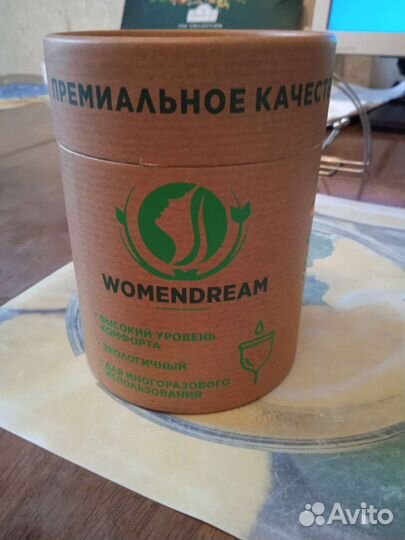 ПРЕМИАЛЬНОЕ КАЧЕСТ
WOMENDREAM
- ВЫСОКИЙ УРОВЕНЬ
КОМФОРТА
- ЭКОЛОГИЧНЫЙ
- ДЛЯ МНОГОРАЗОВОГО
ИСПОЛЬЗОВАНИЯ
Avito